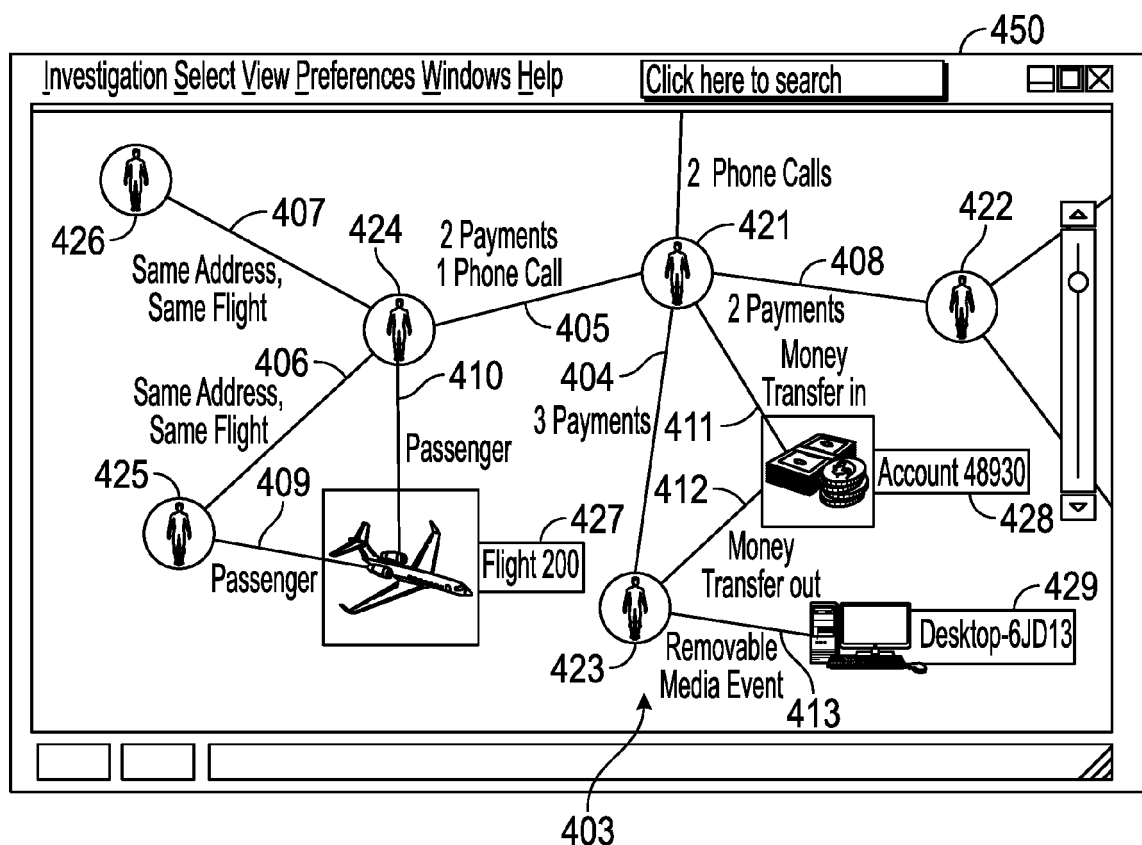 450
Investigation Select View Preferences Windows Help
Click here to search
2 Phone Calls
426
407
424
2 Payments
1 Phone Call
421
422
408
Same Address,
Same Flight
405
2 Payments
406
410
404
Money
Transfer in
Same Address,
Same Flight
3 Payments
411
Passenger
425
409
412
Account 48930
428
427
Flight 200
Passenger
Money
Transfer out
429
Desktop-6JD13
423
Removable
Media Event
413
403